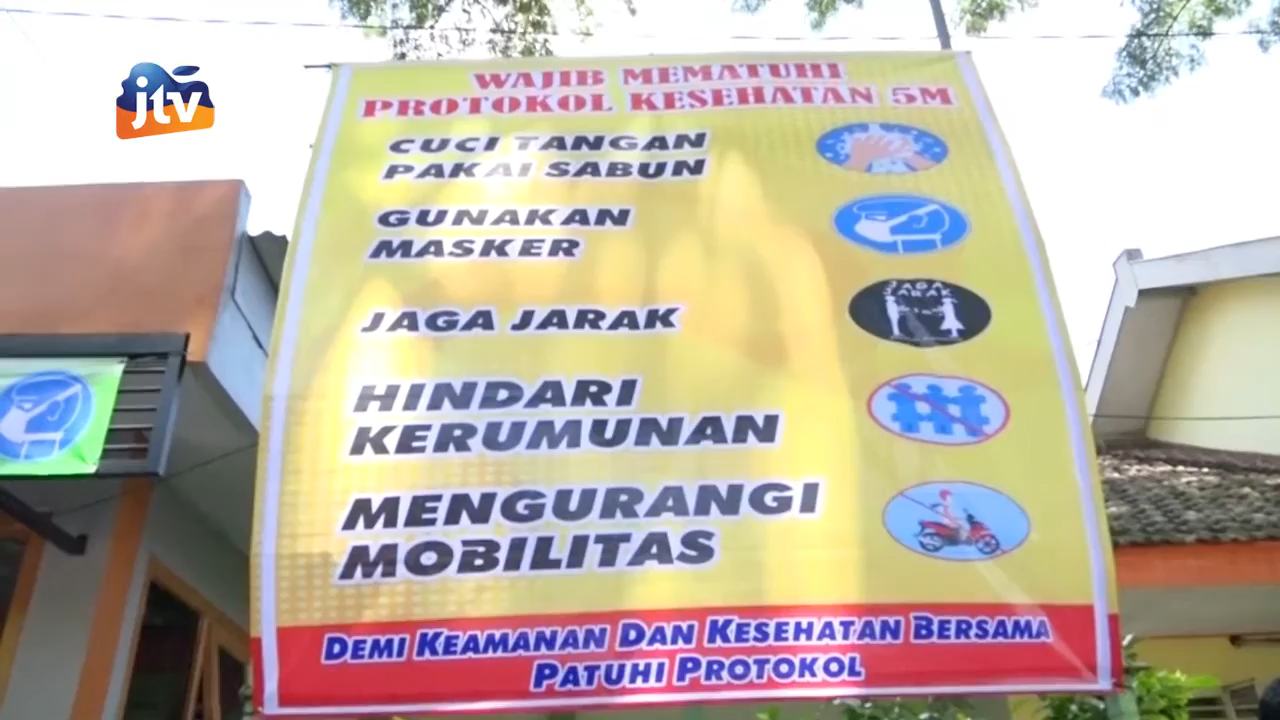 jtv
WAJIB MEMATUHI
PROTOKOL KESEHATAN 5M
CUCI TANGAN
PAKAI SABUN
GUNAKAN
MASKER
JAGA JARAK
JAGA
JARAK
HINDARI
KERUMUNAN
MENGURANGI
MOBILITAS
DEMI KEAMANAN DAN KESEHATAN BERSAMA
PATUHI PROTOKOL